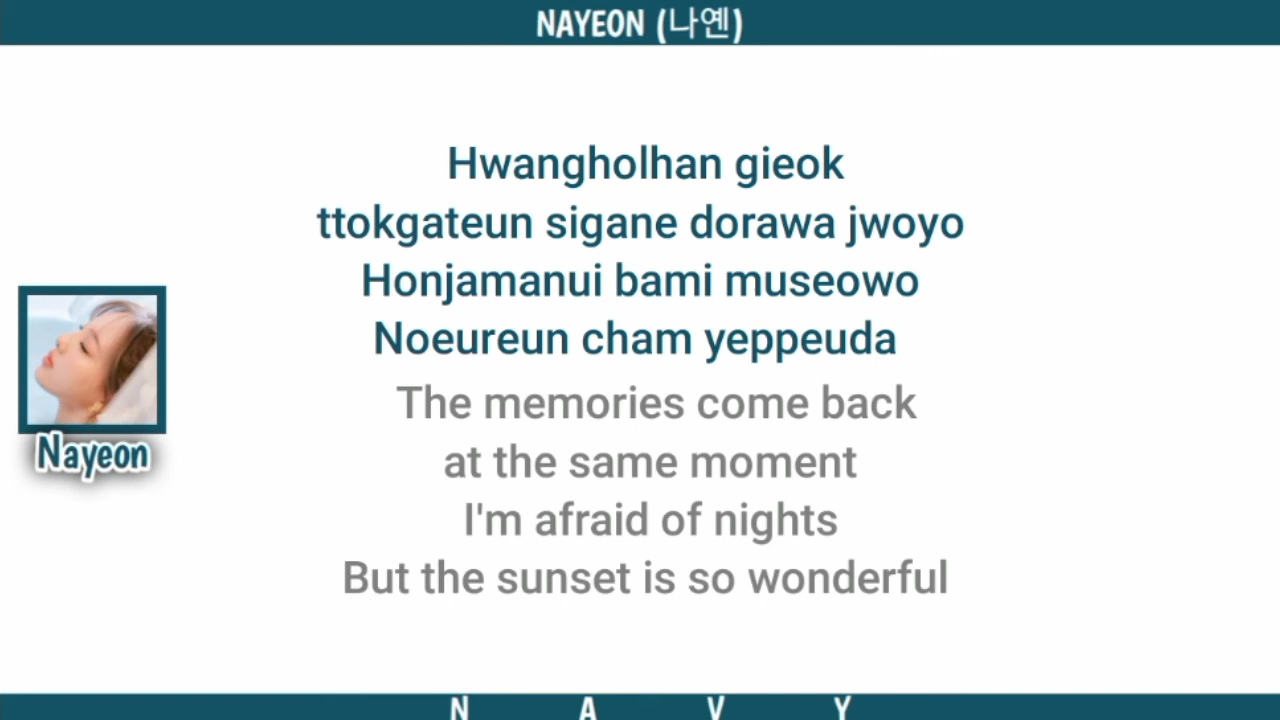 NAYEON (나옌)
Hwangholhan gieok
ttokgateun sigane dorawa jwoyo
Honjamanui bami museowo
Noeureun cham yeppeuda
The memories come back
at the same moment
I'm afraid of nights
But the sunset is so wonderful
Nayeon
N A V Y